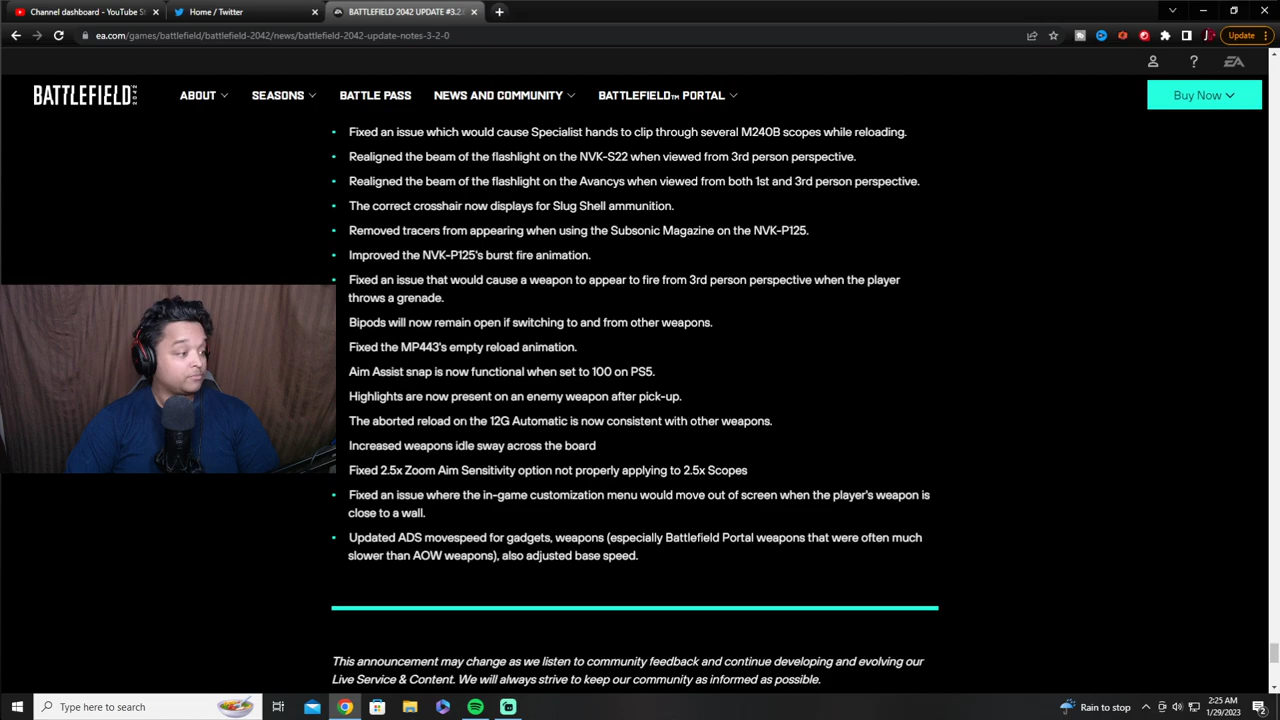 Channel dashboard - YouTube S
Home / Twitter
BATTLEFIELD 2042 UPDATE #3.2.
ea.com/games/battlefield/battlefield-2042/news/battlefield-2042-update-notes-3-2-0
Update
BATTLEFIELD 2042
ABOUT
SEASONS
BATTLE PASS
NEWS AND COMMUNITY
BATTLEFIELD™ PORTAL
EA
Buy Now
• Fixed an issue which would cause Specialist hands to clip through several M240B scopes while reloading.
• Realigned the beam of the flashlight on the NVK-S22 when viewed from 3rd person perspective.
• Realigned the beam of the flashlight on the Avancys when viewed from both 1st and 3rd person perspective.
• The correct crosshair now displays for Slug Shell ammunition.
• Removed tracers from appearing when using the Subsonic Magazine on the NVK-P125.
• Improved the NVK-P125's burst fire animation.
• Fixed an issue that would cause a weapon to appear to fire from 3rd person perspective when the player
throws a grenade.
Bipods will now remain open if switching to and from other weapons.
Fixed the MP443's empty reload animation.
Aim Assist snap is now functional when set to 100 on PS5.
Highlights are now present on an enemy weapon after pick-up.
The aborted reload on the 12G Automatic is now consistent with other weapons.
Increased weapons idle sway across the board
Fixed 2.5x Zoom Aim Sensitivity option not properly applying to 2.5x Scopes
• Fixed an issue where the in-game customization menu would move out of screen when the player's weapon is
close to a wall.
• Updated ADS movespeed for gadgets, weapons (especially Battlefield Portal weapons that were often much
slower than AOW weapons), also adjusted base speed.
This announcement may change as we listen to community feedback and continue developing and evolving our
Live Service & Content. We will always strive to keep our community as informed as possible.
Type here to search
Rain to stop
2:25 AM
1/29/2023
2